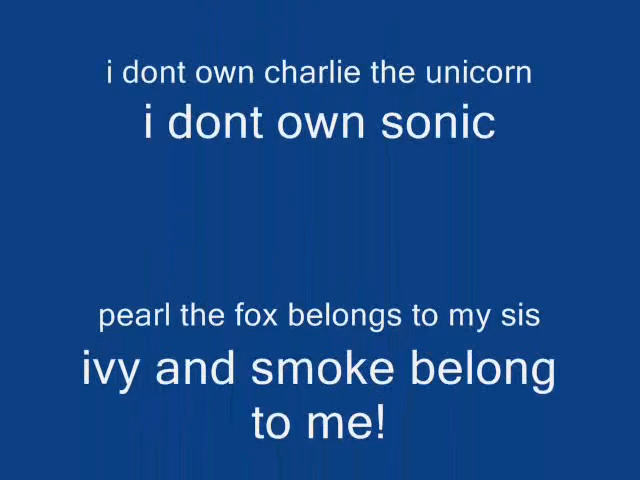 i dont own charlie the unicorn
i dont own sonic
pearl the fox belongs to my sis
ivy and smoke belong
to me!